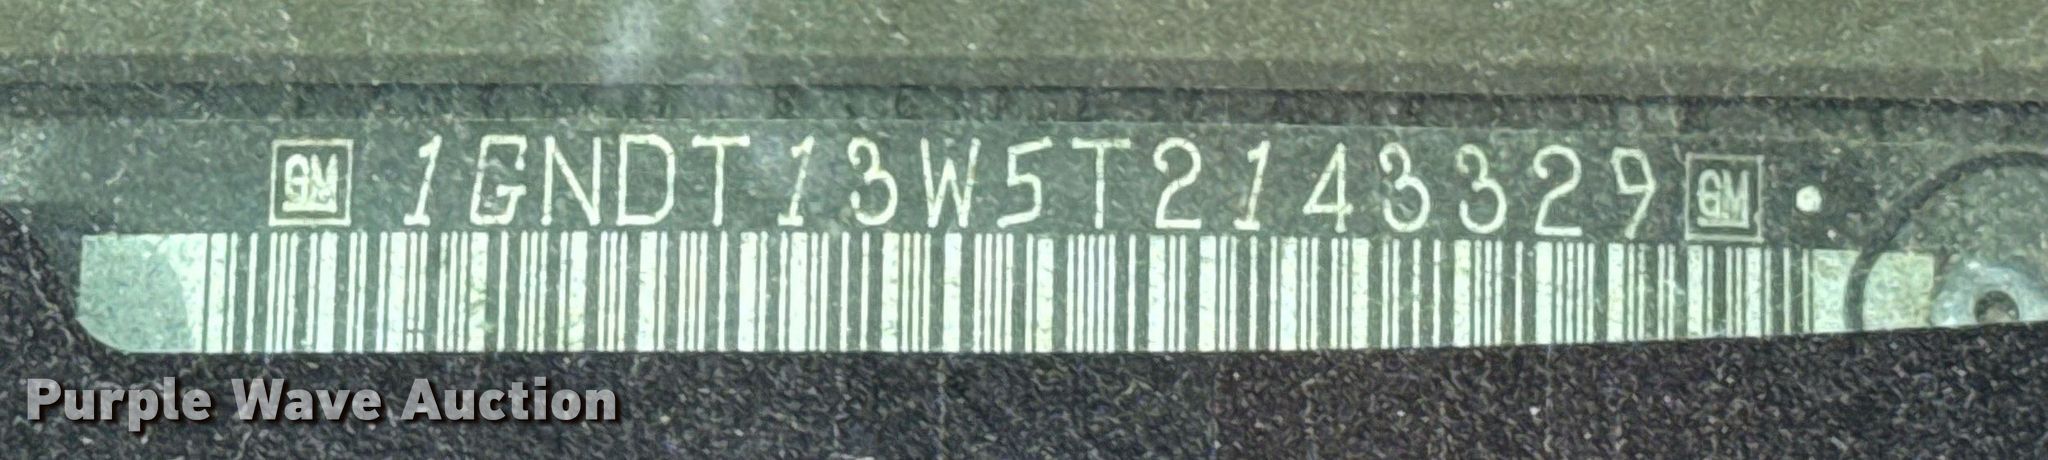 GM 1GNDT13W5T2143329 GM
Purple Wave Auction